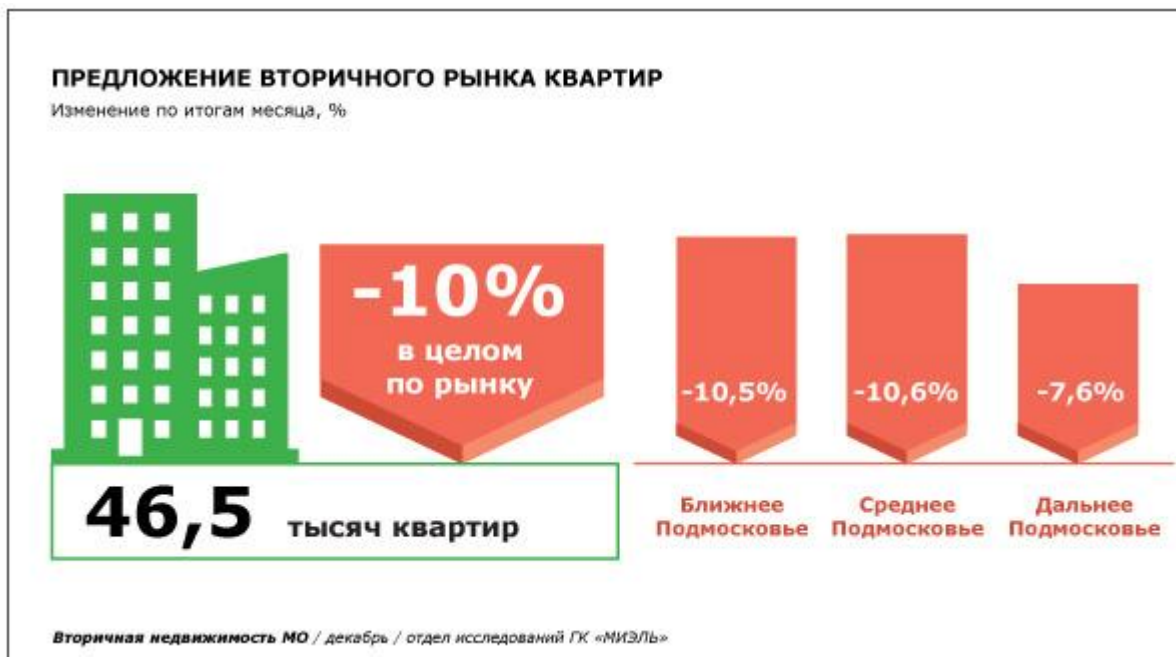 ПРЕДЛОЖЕНИЕ ВТОРИЧНОГО РЫНКА КВАРТИР
Изменение по итогам месяца, %
-10%
в целом
по рынку
46,5 тысяч квартир
-10,5%
-10,6%
-7,6%
Ближнее
Подмосковье
Среднее
Подмосковье
Дальнее
Подмосковье
Вторичная недвижимость МО / декабрь / отдел исследований ГК «МИЭЛЬ»